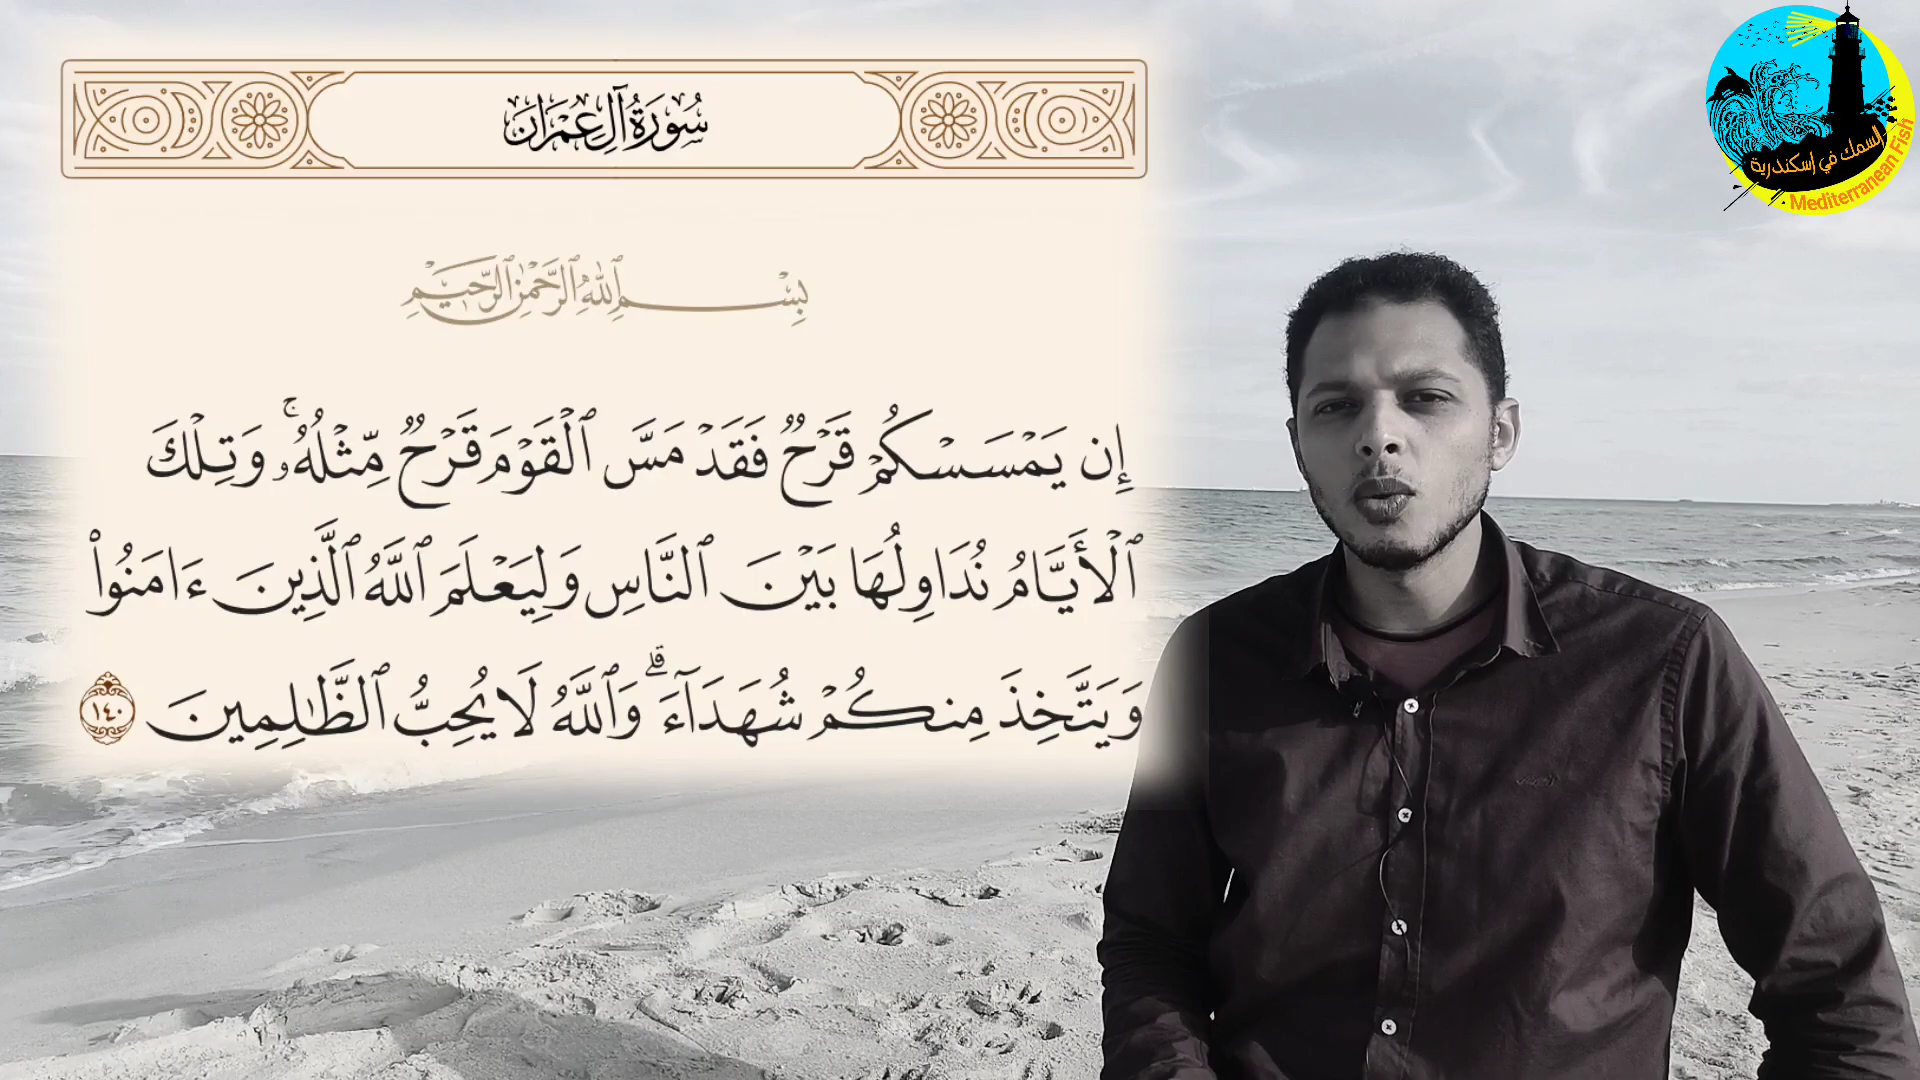 سُورَةُ آلِ عِمْرَانَ
بِسْمِ ٱللَّهِ ٱلرَّحْمَٰنِ ٱلرَّحِيمِ
إِن يَمْسَسْكُمْ قَرْحٌ فَقَدْ مَسَّ ٱلْقَوْمَ قَرْحٌ مِّثْلُهُۥ ۚ وَتِلْكَ
ٱلْأَيَّامُ نُدَاوِلُهَا بَيْنَ ٱلنَّاسِ وَلِيَعْلَمَ ٱللَّهُ ٱلَّذِينَ ءَامَنُوا۟
وَيَتَّخِذَ مِنكُمْ شُهَدَآءَ ۗ وَٱللَّهُ لَا يُحِبُّ ٱلظَّٰلِمِينَ ١٤٠
السمك في إسكندرية
Mediterranean Fish